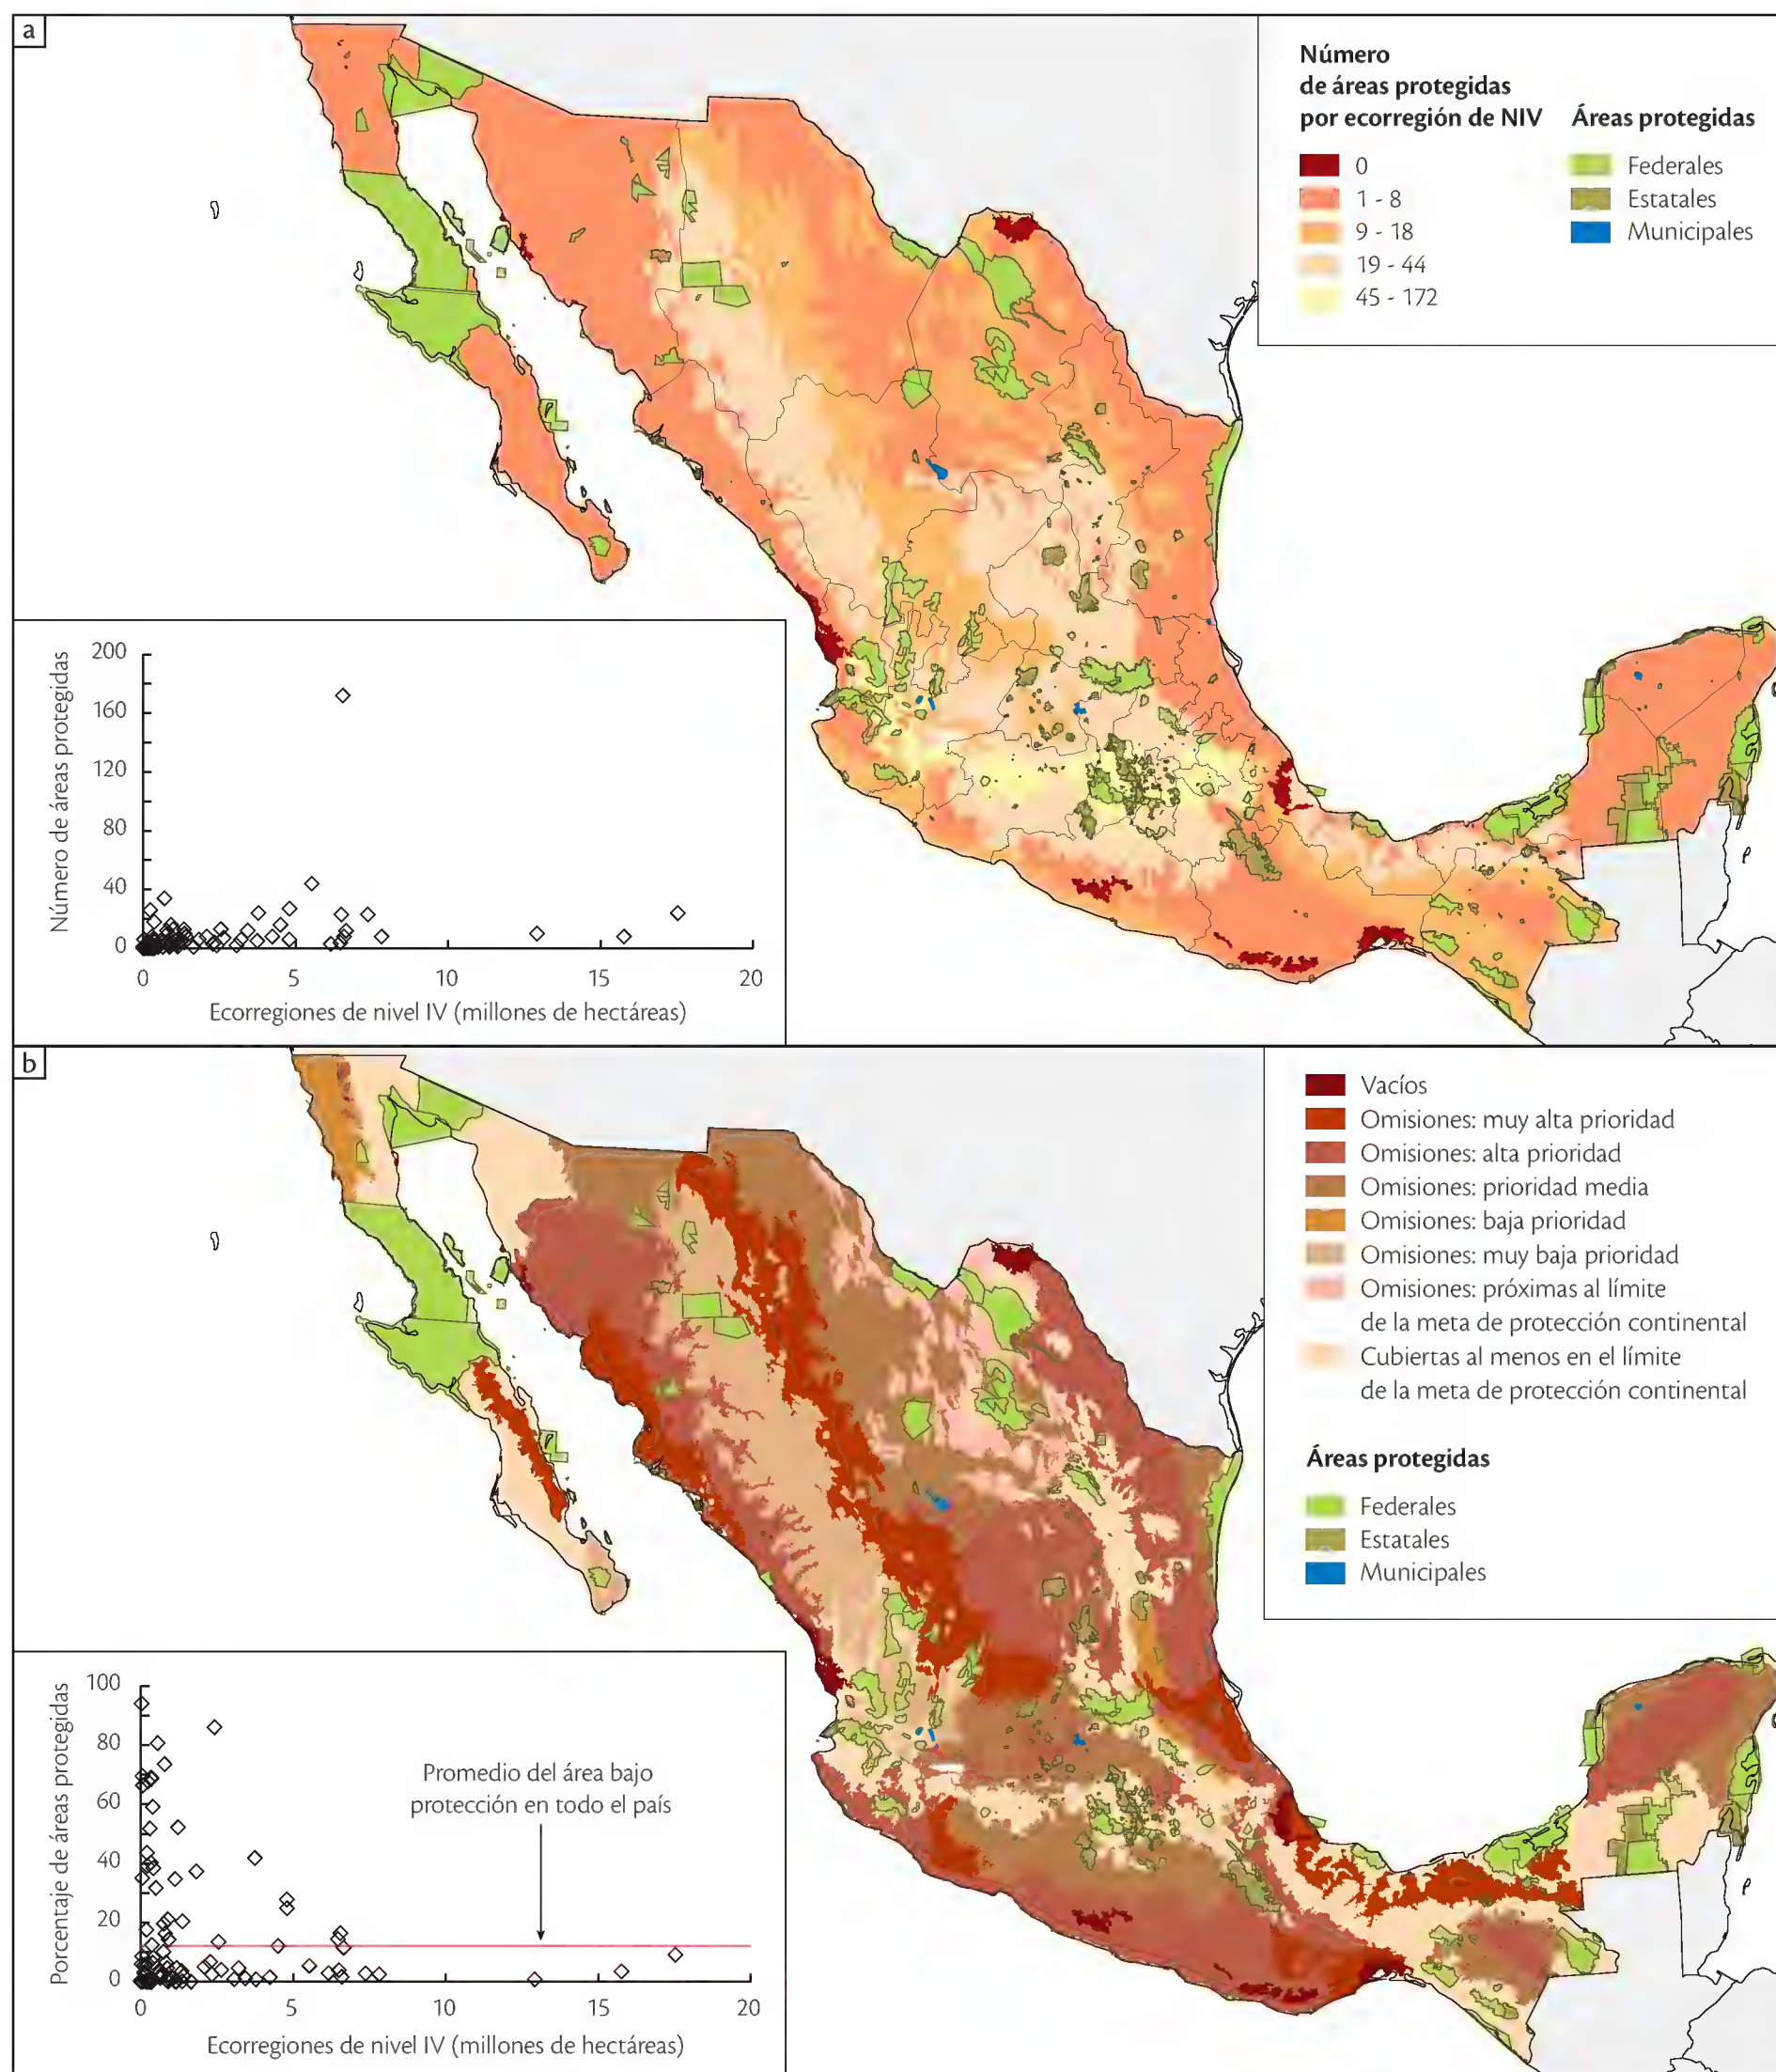 a
Número
de áreas protegidas
por ecorregión de NIV
0
1 - 8
9 - 18
19 - 44
45 - 172
Áreas protegidas
Federales
Estatales
Municipales
Número de áreas protegidas
200
160
120
80
40
0
0 5 10 15 20
Ecorregiones de nivel IV (millones de hectáreas)
b
Vacíos
Omisiones: muy alta prioridad
Omisiones: alta prioridad
Omisiones: prioridad media
Omisiones: baja prioridad
Omisiones: muy baja prioridad
Omisiones: próximas al límite
de la meta de protección continental
Cubiertas al menos en el límite
de la meta de protección continental
Áreas protegidas
Federales
Estatales
Municipales
Porcentaje de áreas protegidas
100
80
60
40
20
0
Promedio del área bajo
protección en todo el país
0 5 10 15 20
Ecorregiones de nivel IV (millones de hectáreas)